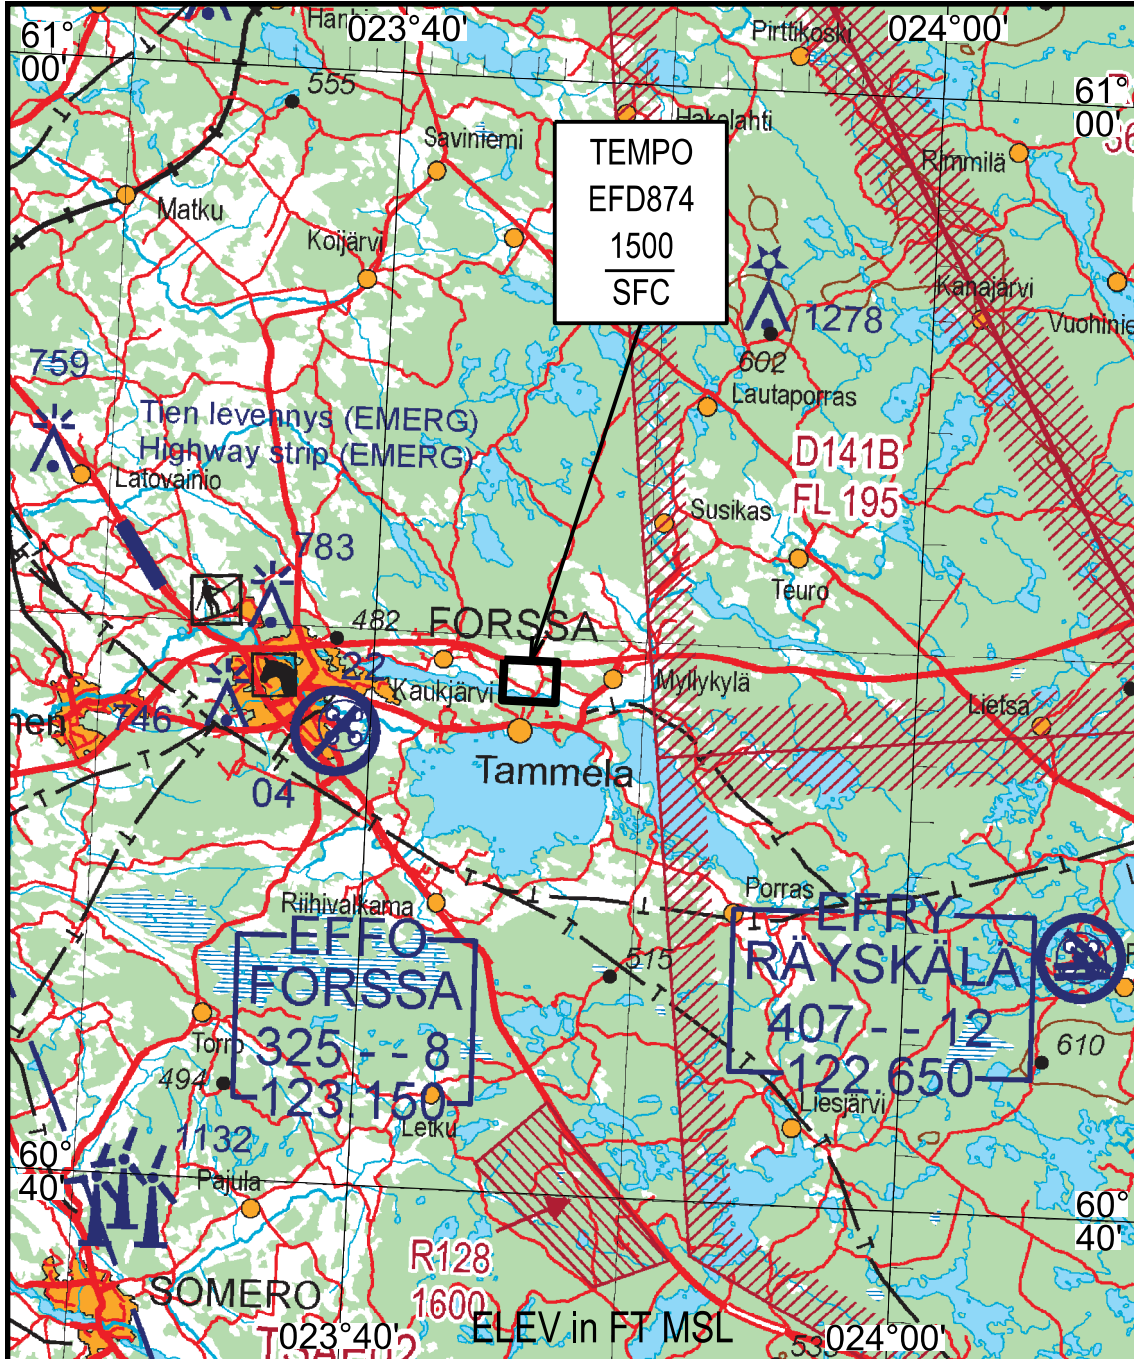 61°
00'
Hanhi
023°40'
Pirttikoski
024°00'
61°
00'
555
Saviniemi
Hakolahti
Rimmilä
TEMPO
EFD874
1500
SFC
Matku
Koijärvi
Kanajärvi
1278
Vuohinie
602
759
Lautaporras
Tien levennys (EMERG)
Highway strip (EMERG)
D141B
FL 195
Latovainio
Susikas
783
Teuro
482
FORSSA
22
Kaukjärvi
Myllykylä
Lietsa
nen
746
Tammela
04
Riihivalkama
Porras
EFFO
FORSSA
325 - - 8
123.150
EFRY
RÄYSKÄLÄ
407 - - 12
122.650
515
Torro
494
610
Letku
Liesjärvi
1132
60°
40'
Pajula
60°
40'
R128
1600
SOMERO
ELEV in FT MSL
023°40'
024°00'